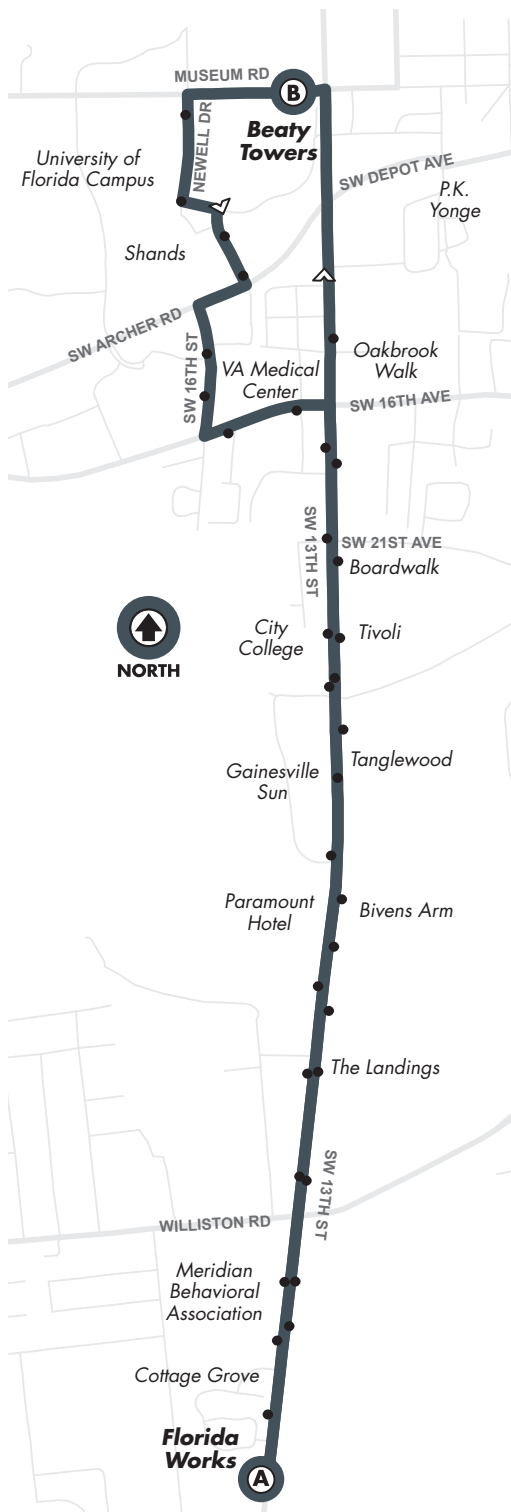 MUSEUM RD
B
Beaty
Towers
NEWELL DR
University of
Florida Campus
SW DEPOT AVE
P.K.
Yonge
Shands
SW ARCHER RD
SW 16TH ST
VA Medical
Center
Oakbrook
Walk
SW 16TH AVE
SW 13TH ST
SW 21ST AVE
Boardwalk
City
College
Tivoli
NORTH
Tanglewood
Gainesville
Sun
Paramount
Hotel
Bivens Arm
The Landings
SW 13TH ST
WILLISTON RD
Meridian
Behavioral
Association
Cottage Grove
Florida
Works
A